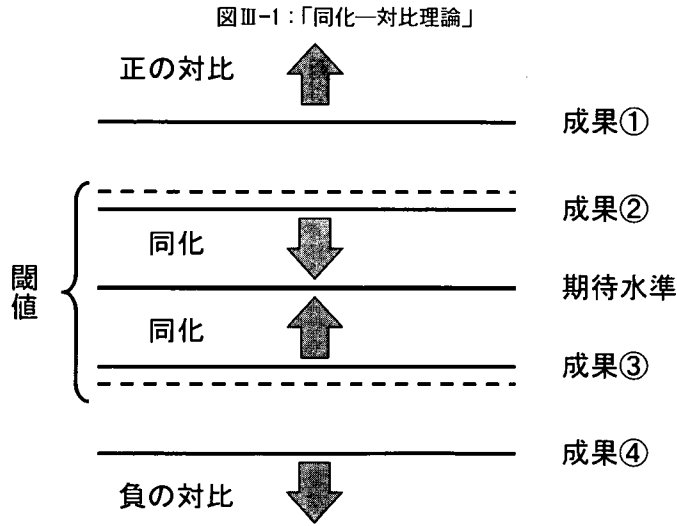 図Ⅲ-1：「同化―対比理論」
正の対比
成果①
成果②
同化
閾値
期待水準
同化
成果③
成果④
負の対比